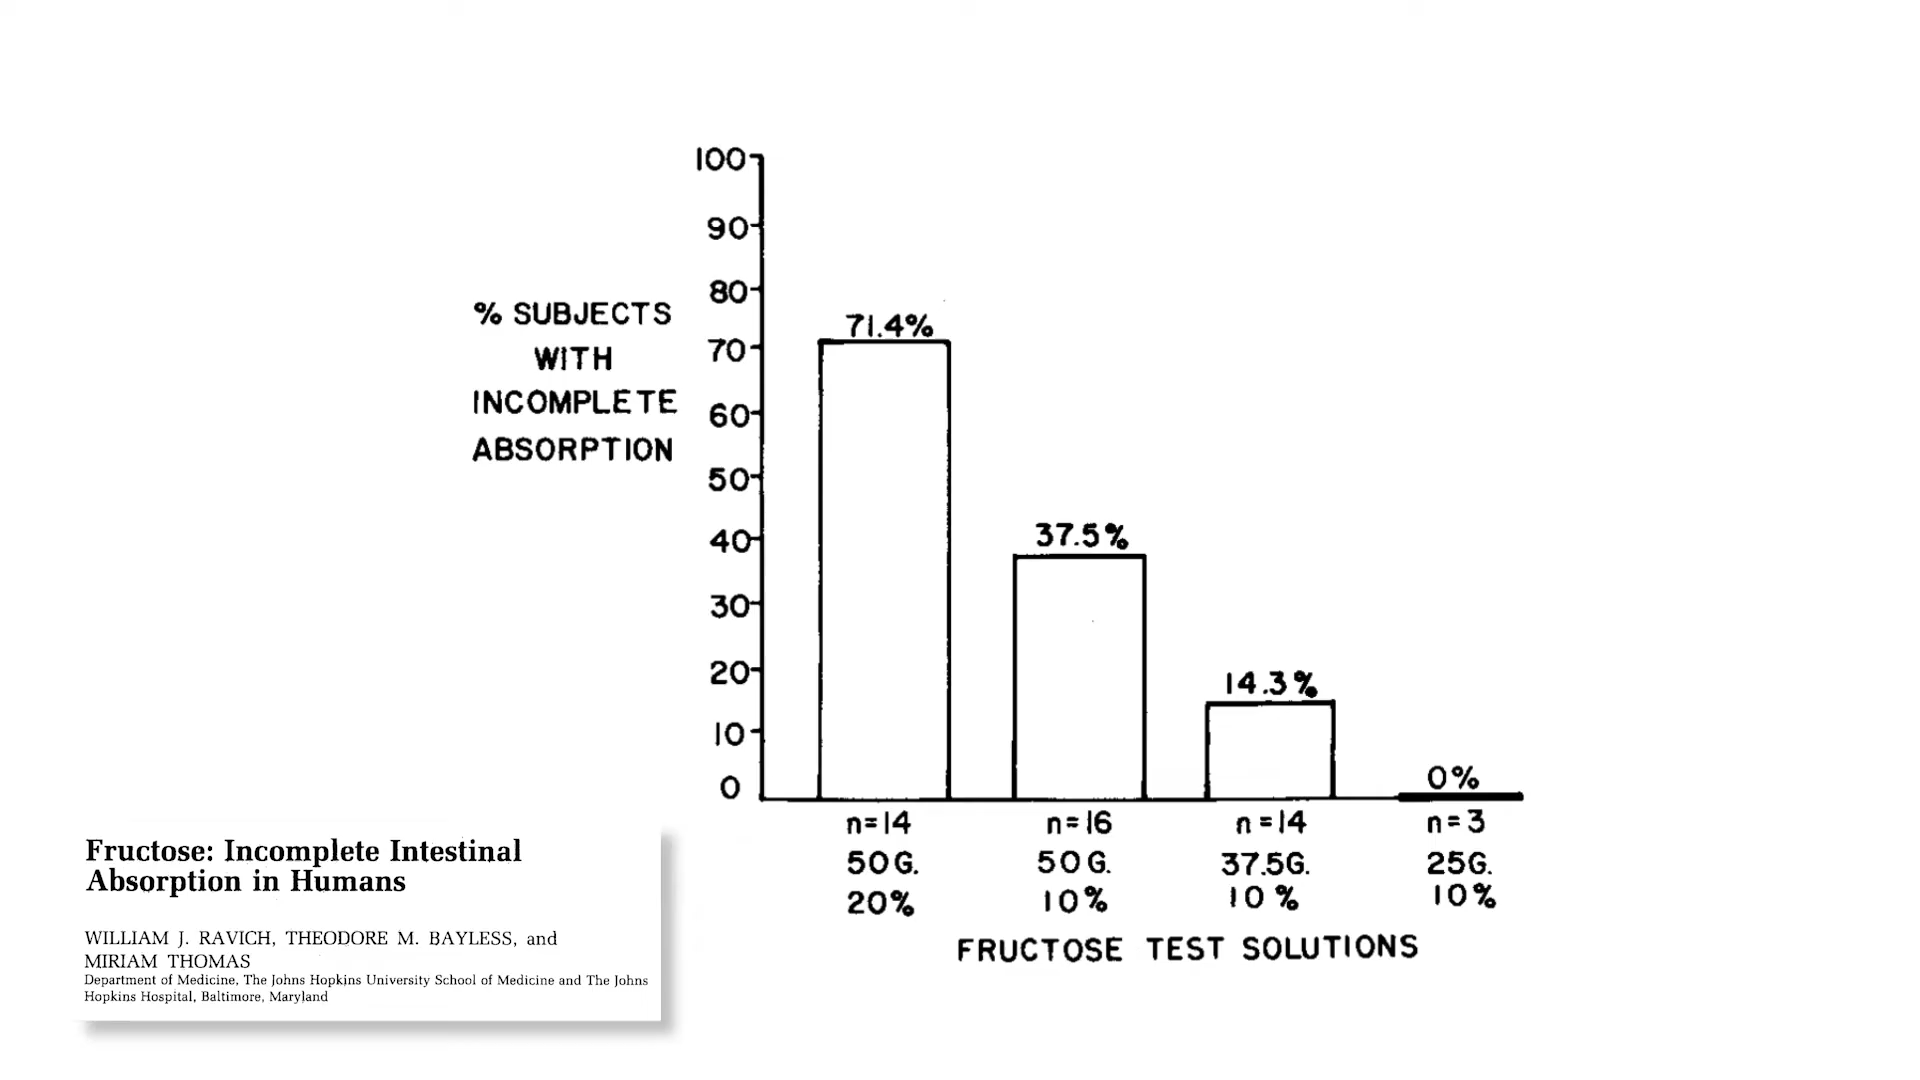 100
90
80
70
60
50
40
30
20
10
0
% SUBJECTS
WITH
INCOMPLETE
ABSORPTION
71.4%
37.5%
14.3%
0%
n=14 n=16 n=14 n=3
50G. 50G. 37.5G. 25G.
20% 10% 10% 10%
FRUCTOSE TEST SOLUTIONS
Fructose: Incomplete Intestinal
Absorption in Humans
WILLIAM J. RAVICH, THEODORE M. BAYLESS, and
MIRIAM THOMAS
Department of Medicine, The Johns Hopkins University School of Medicine and The Johns
Hopkins Hospital, Baltimore, Maryland